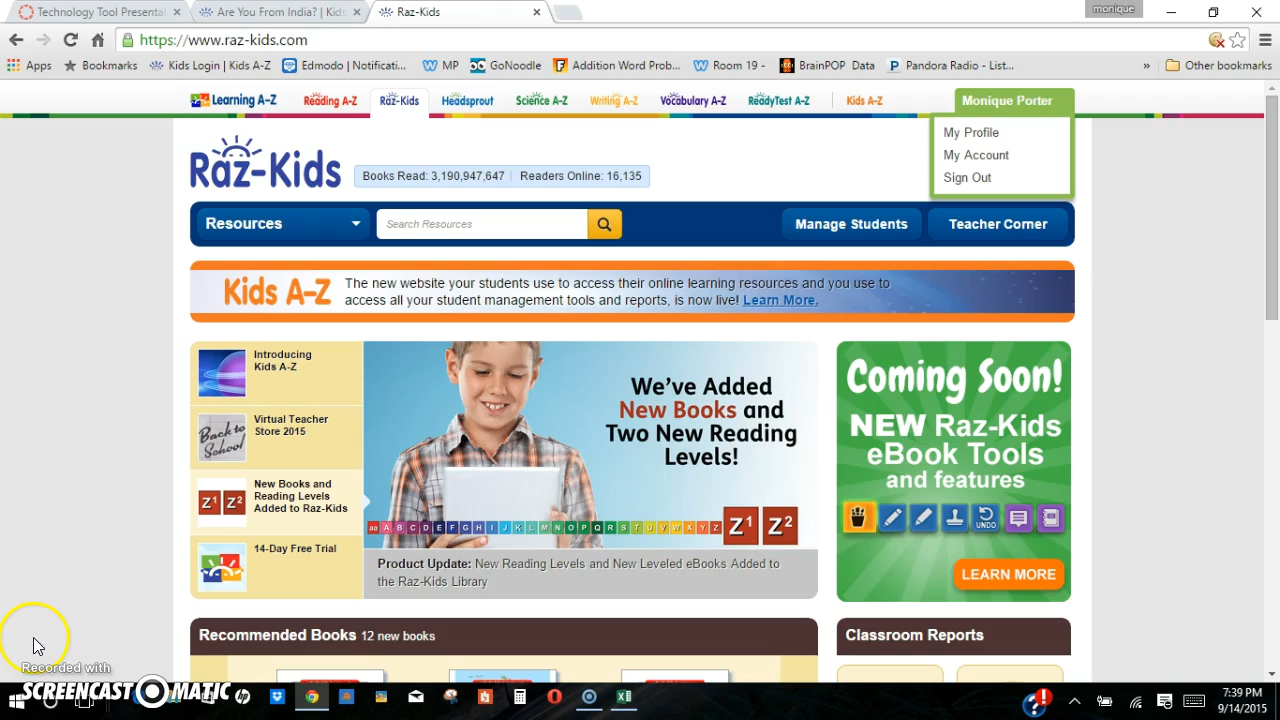 Technology Tool Presentat
Are You From India? | Kids
Raz-Kids
monique
https://www.raz-kids.com
Apps
Bookmarks
Kids Login | Kids A-Z
Edmodo | Notificati...
MP
GoNoodle
Addition Word Prob...
Room 19 -
BrainPOP Data
Pandora Radio - List...
»
Other bookmarks
Learning A-Z
Reading A-Z
Raz-Kids
Headsprout
Science A-Z
Writing A-Z
Vocabulary A-Z
ReadyTest A-Z
Kids A-Z
Monique Porter
My Profile
My Account
Sign Out
Raz-Kids
Books Read: 3,190,947,647
Readers Online: 16,135
Resources
Search Resources
Manage Students
Teacher Corner
Kids A-Z
The new website your students use to access their online learning resources and you use to
access all your student management tools and reports, is now live! Learn More.
Introducing
Kids A-Z
Back to
School
Virtual Teacher
Store 2015
Z1 Z2
New Books and
Reading Levels
Added to Raz-Kids
14-Day Free Trial
We've Added
New Books and
Two New Reading
Levels!
aa A B C D E F G H I J K L M N O P Q R S T U V W X Y Z Z1 Z2
Product Update: New Reading Levels and New Leveled eBooks Added to
the Raz-Kids Library
Coming Soon!
NEW Raz-Kids
eBook Tools
and features
UNDO
LEARN MORE
Recommended Books 12 new books
Classroom Reports
Recorded with
SCREENCAST MATIC
7:39 PM
9/14/2015